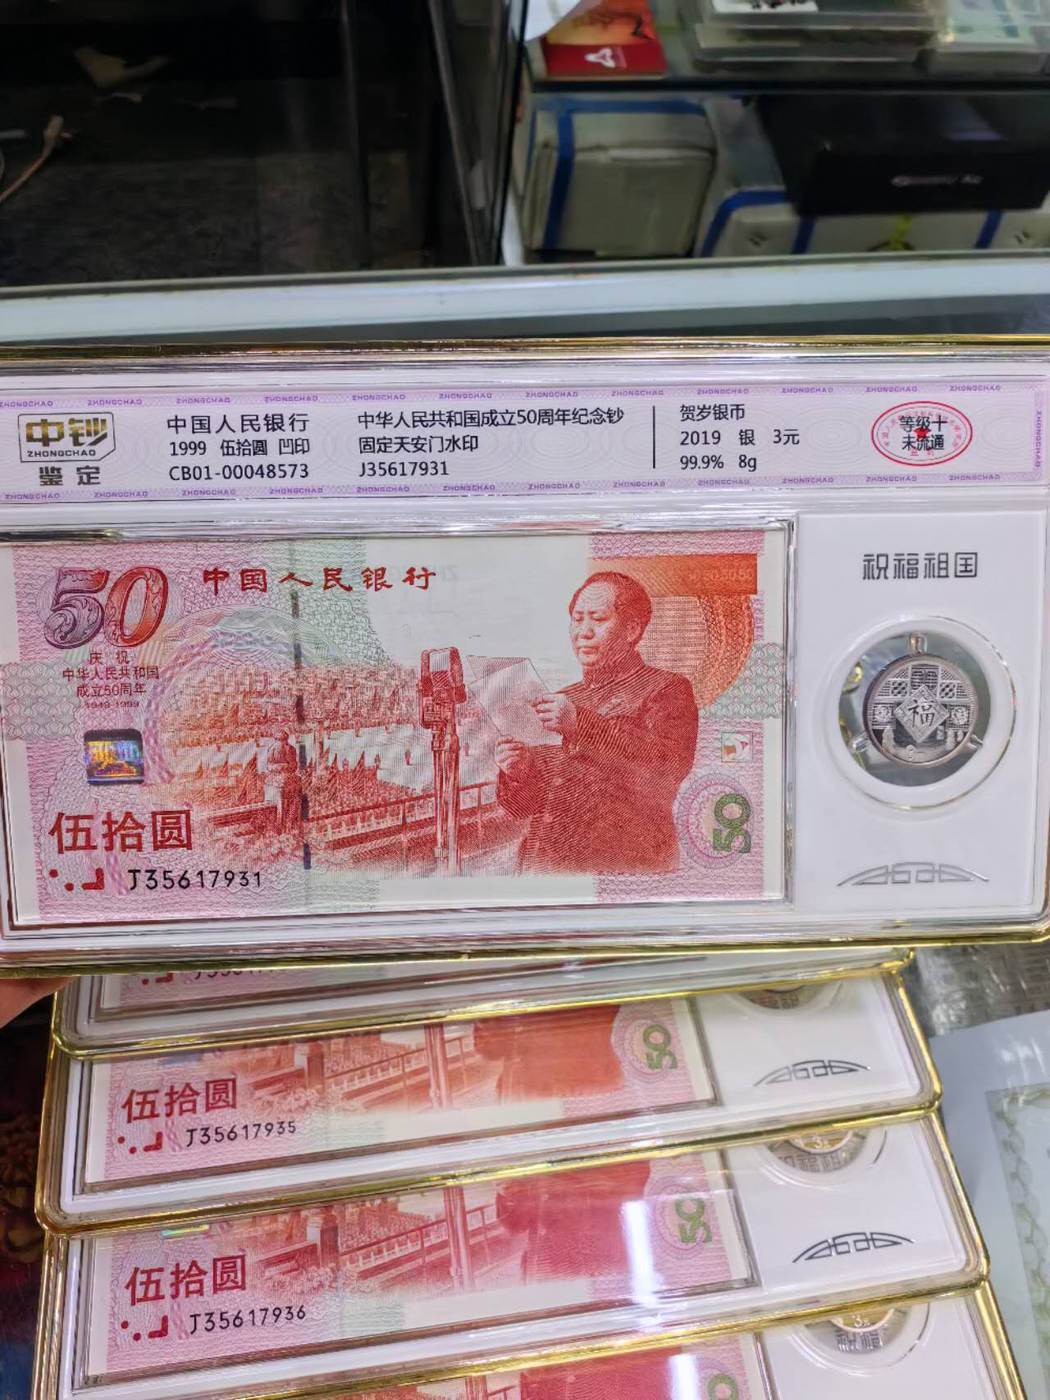 中钞
ZHONGCHAO
鉴定
中国人民银行
1999 伍拾圆 凹印
CB01-00048573
中华人民共和国成立50周年纪念钞
固定天安门水印
J35617931
贺岁银币
2019 银 3元
99.9% 8g
等级十
未流通
50
中国人民银行
庆祝
中华人民共和国
成立50周年
1949-1999
伍拾圆
J35617931
50
祝福祖国
福
伍拾圆
J35617935
50
伍拾圆
J35617936
50